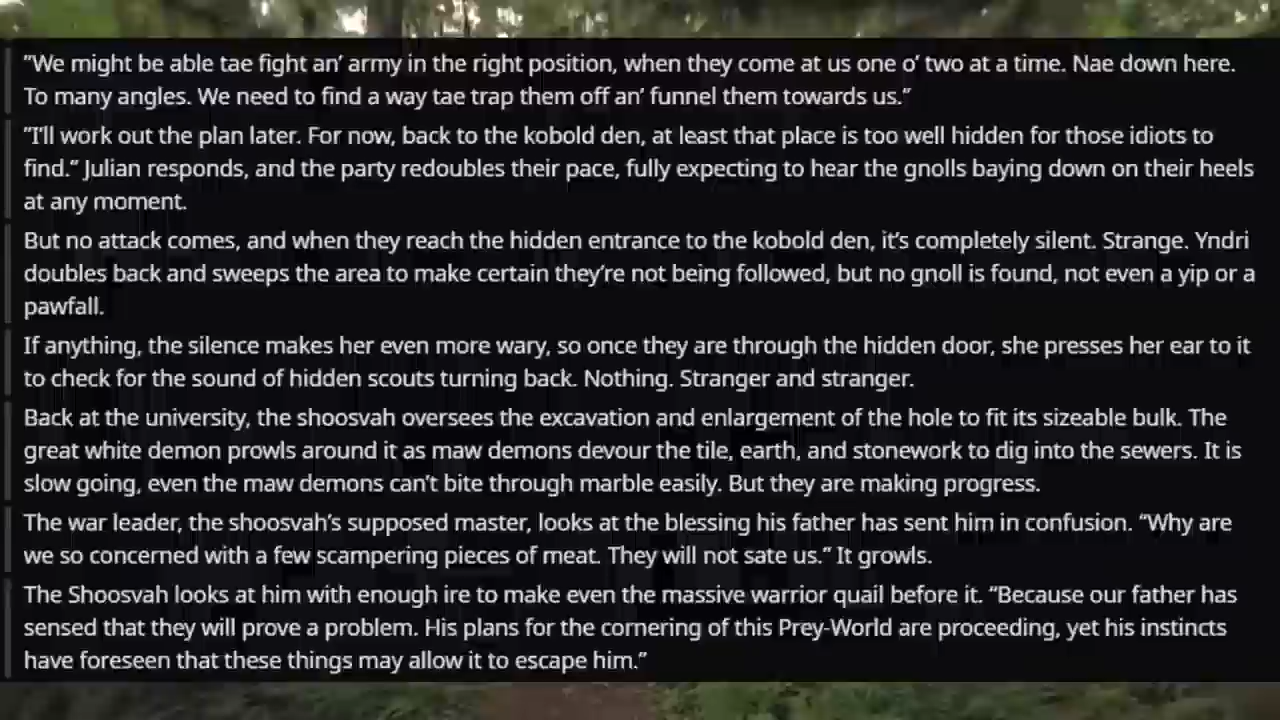 "We might be able tae fight an' army in the right position, when they come at us one o' two at a time. Nae down here.
To many angles. We need to find a way tae trap them off an' funnel them towards us."
"I'll work out the plan later. For now, back to the kobold den, at least that place is too well hidden for those idiots to
find." Julian responds, and the party redoubles their pace, fully expecting to hear the gnolls baying down on their heels
at any moment.
But no attack comes, and when they reach the hidden entrance to the kobold den, it's completely silent. Strange. Yndri
doubles back and sweeps the area to make certain they're not being followed, but no gnoll is found, not even a yip or a
pawfall.
If anything, the silence makes her even more wary, so once they are through the hidden door, she presses her ear to it
to check for the sound of hidden scouts turning back. Nothing. Stranger and stranger.
Back at the university, the shoosvah oversees the excavation and enlargement of the hole to fit its sizeable bulk. The
great white demon prowls around it as maw demons devour the tile, earth, and stonework to dig into the sewers. It is
slow going, even the maw demons can't bite through marble easily. But they are making progress.
The war leader, the shoosvah's supposed master, looks at the blessing his father has sent him in confusion. "Why are
we so concerned with a few scampering pieces of meat. They will not sate us." It growls.
The Shoosvah looks at him with enough ire to make even the massive warrior quail before it. "Because our father has
sensed that they will prove a problem. His plans for the cornering of this Prey-World are proceeding, yet his instincts
have foreseen that these things may allow it to escape him."